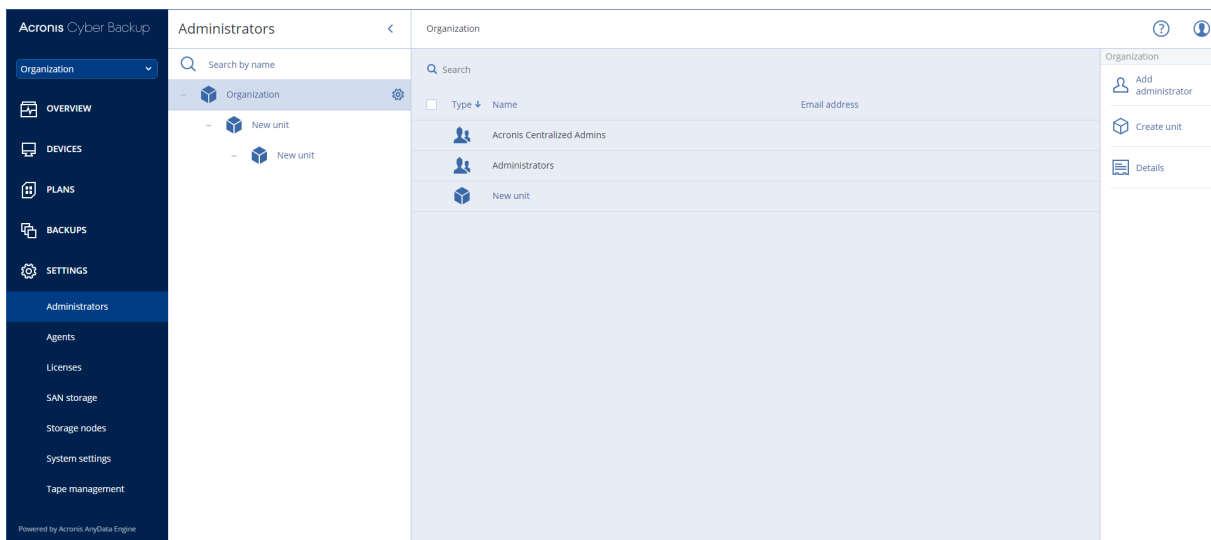 Acronis Cyber Backup
Organization
OVERVIEW
DEVICES
PLANS
BACKUPS
SETTINGS
Administrators
Agents
Licenses
SAN storage
Storage nodes
System settings
Tape management
Powered by Acronis AnyData Engine
Administrators
Search by name
Organization
New unit
New unit
Organization
Search
Type Name Email address
Acronis Centralized Admins
Administrators
New unit
Organization
Add
administrator
Create unit
Details